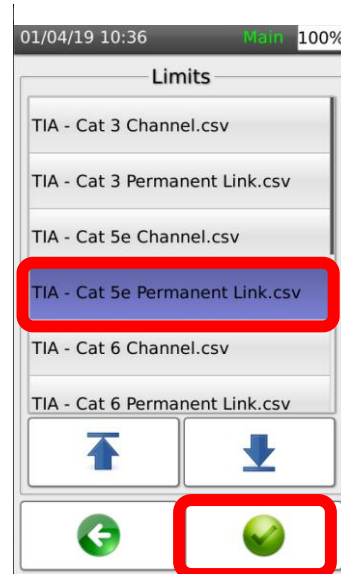 01/04/19 10:36 Main 100%
Limits
TIA - Cat 3 Channel.csv
TIA - Cat 3 Permanent Link.csv
TIA - Cat 5e Channel.csv
TIA - Cat 5e Permanent Link.csv
TIA - Cat 6 Channel.csv
TIA - Cat 6 Permanent Link.csv